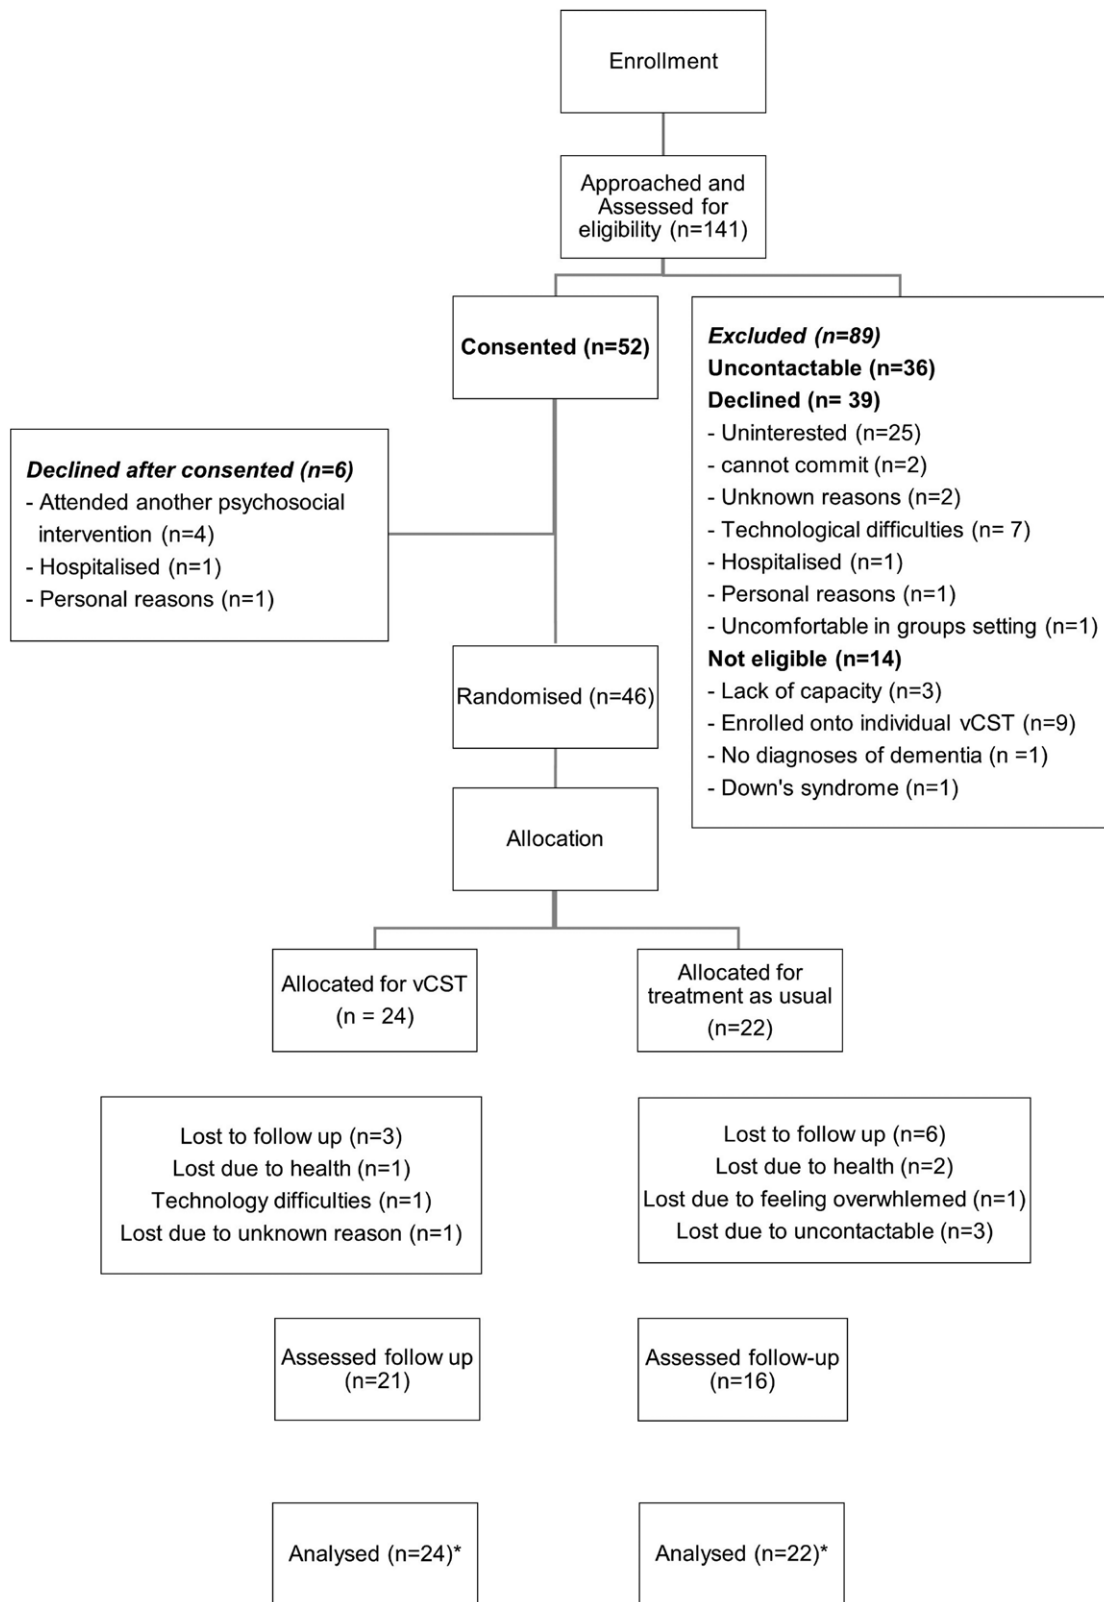 Enrollment
Approached and
Assessed for
eligibility (n=141)
Consented (n=52)
Excluded (n=89)
Uncontactable (n=36)
Declined (n= 39)
- Uninterested (n=25)
- cannot commit (n=2)
- Unknown reasons (n=2)
- Technological difficulties (n= 7)
- Hospitalised (n=1)
- Personal reasons (n=1)
- Uncomfortable in groups setting (n=1)
Not eligible (n=14)
- Lack of capacity (n=3)
- Enrolled onto individual vCST (n=9)
- No diagnoses of dementia (n =1)
- Down's syndrome (n=1)
Declined after consented (n=6)
- Attended another psychosocial
intervention (n=4)
- Hospitalised (n=1)
- Personal reasons (n=1)
Randomised (n=46)
Allocation
Allocated for vCST
(n = 24)
Allocated for
treatment as usual
(n=22)
Lost to follow up (n=3)
Lost due to health (n=1)
Technology difficulties (n=1)
Lost due to unknown reason (n=1)
Lost to follow up (n=6)
Lost due to health (n=2)
Lost due to feeling overwhlemed (n=1)
Lost due to uncontactable (n=3)
Assessed follow up
(n=21)
Assessed follow-up
(n=16)
Analysed (n=24)*
Analysed (n=22)*